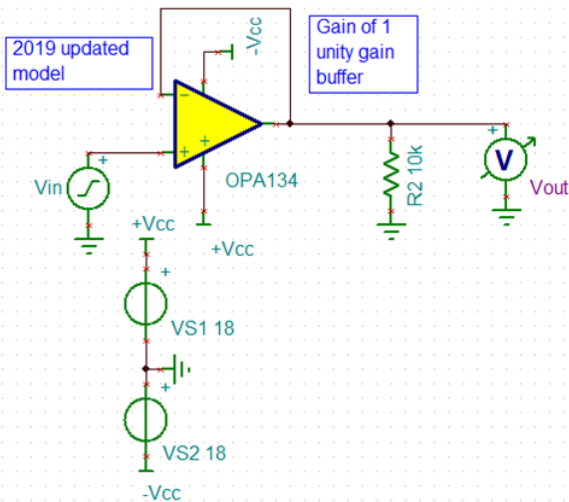 2019 updated
model
-Vcc
Gain of 1
unity gain
buffer
−
+
+
OPA134
+
Vin
+Vcc
R2 10k
+
V
Vout
+Vcc
+
VS1 18
+
VS2 18
-Vcc